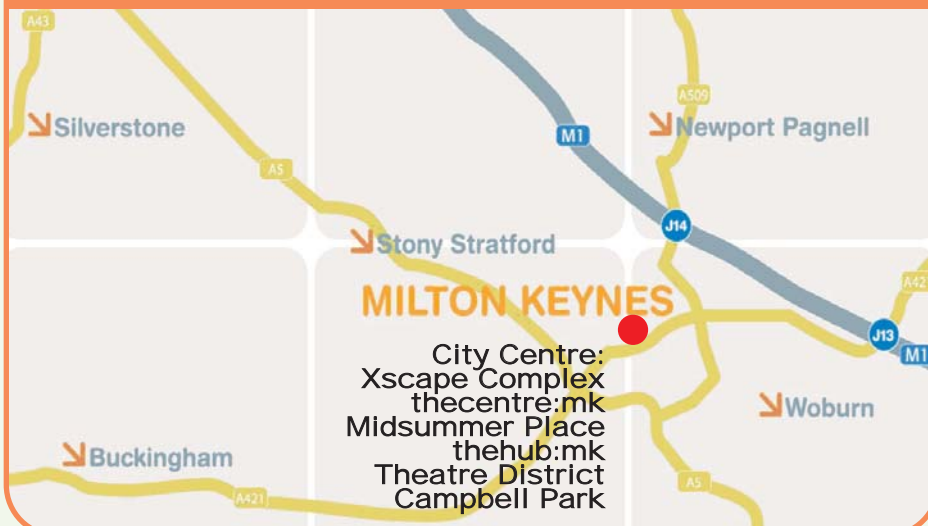 A43
Silverstone
A5
M1
A509
Newport Pagnell
J14
Stony Stratford
MILTON KEYNES
A421
J13
M1
City Centre:
Xscape Complex
thecentre:mk
Midsummer Place
thehub:mk
Theatre District
Campbell Park
Woburn
Buckingham
A421
A5